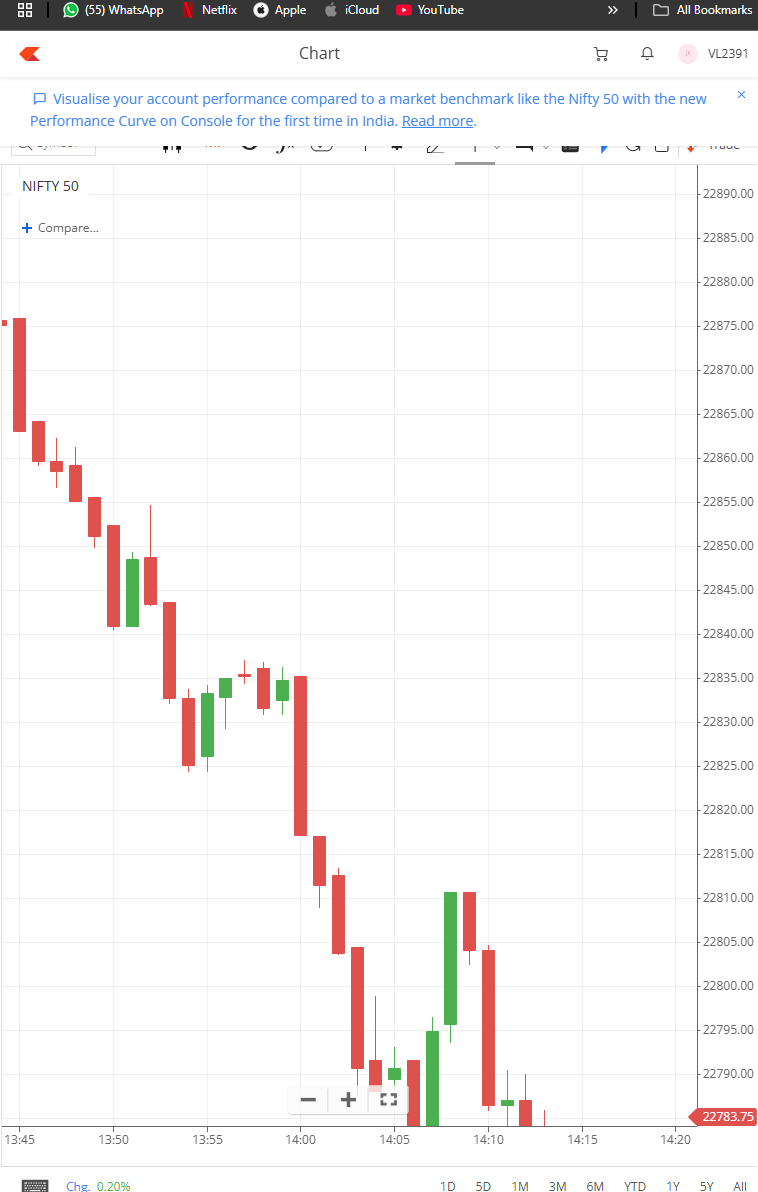 (55) WhatsApp Netflix Apple iCloud YouTube » All Bookmarks
Chart VL2391
Visualise your account performance compared to a market benchmark like the Nifty 50 with the new
Performance Curve on Console for the first time in India. Read more.
NIFTY 50
+ Compare...
22890.00
22885.00
22880.00
22875.00
22870.00
22865.00
22860.00
22855.00
22850.00
22845.00
22840.00
22835.00
22830.00
22825.00
22820.00
22815.00
22810.00
22805.00
22800.00
22795.00
22790.00
22783.75
13:45 13:50 13:55 14:00 14:05 14:10 14:15 14:20
Chg. 0.20% 1D 5D 1M 3M 6M YTD 1Y 5Y All